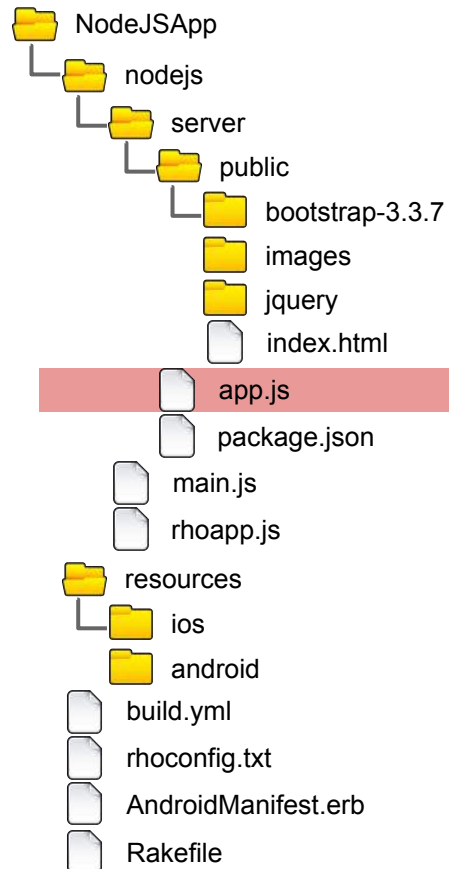 NodeJSApp
nodejs
server
public
bootstrap-3.3.7
images
jquery
index.html
app.js
package.json
main.js
rhoapp.js
resources
ios
android
build.yml
rhoconfig.txt
AndroidManifest.erb
Rakefile